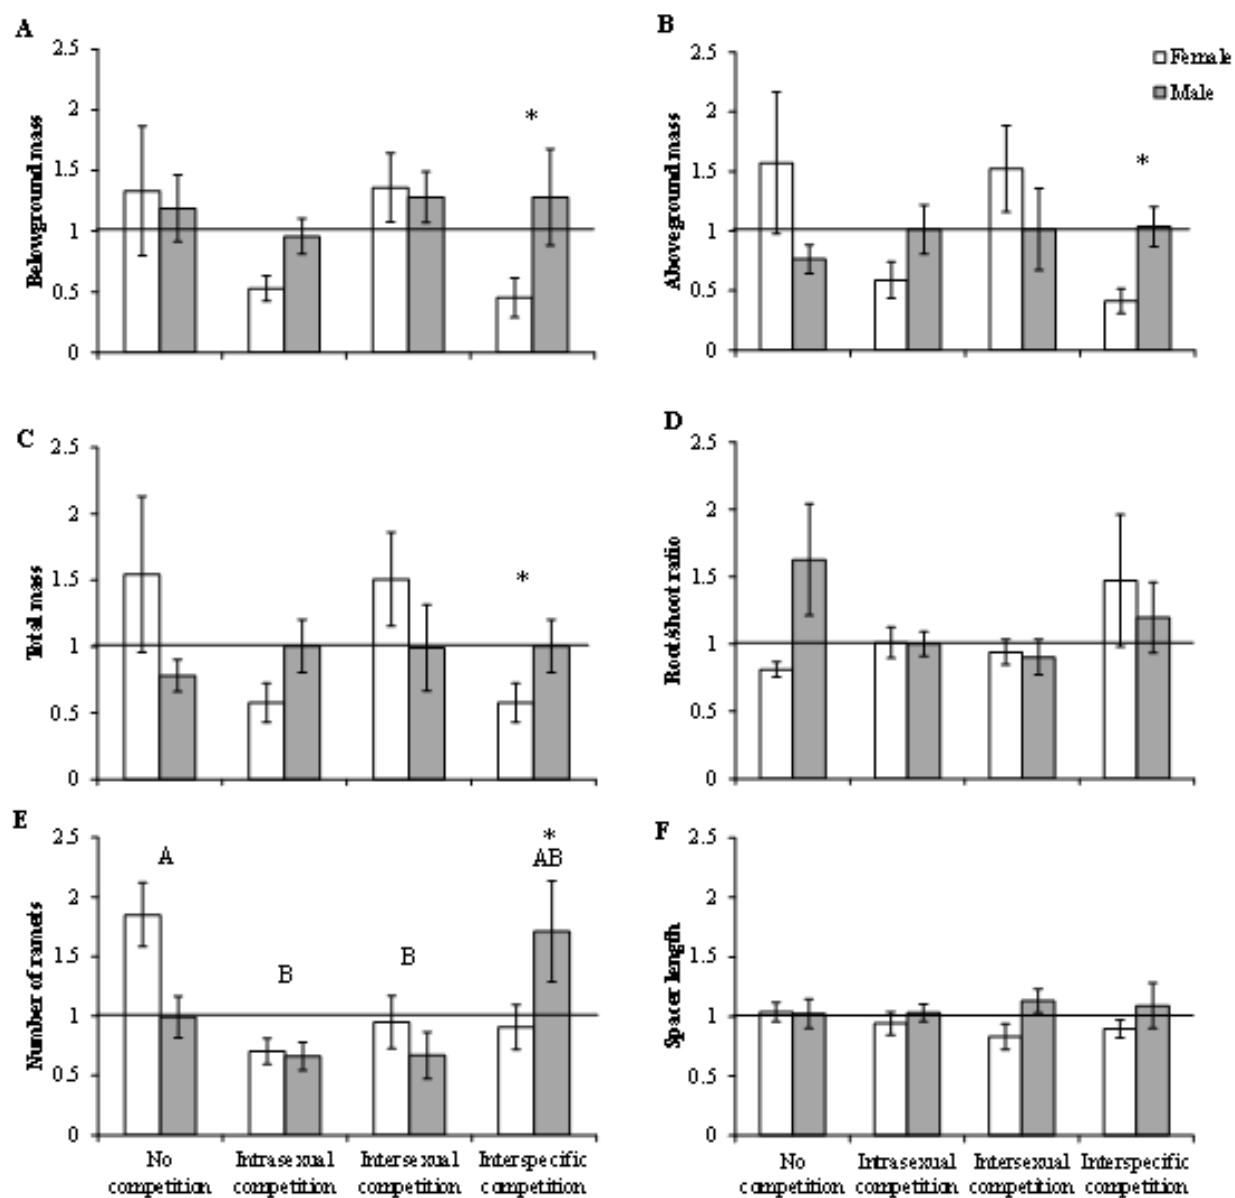 A
2.5
2
1.5
1
0.5
0
Belowground mass
*
B
2.5
2
1.5
1
0.5
0
Aboveground mass
*
Female
Male
C
2.5
2
1.5
1
0.5
0
Total mass
*
D
2.5
2
1.5
1
0.5
0
Root/shoot ratio
E
2.5
2
1.5
1
0.5
0
Number of ramets
A
B
B
*
AB
No
competition
Intrasexual
competition
Intersexual
competition
Interspecific
competition
F
2.5
2
1.5
1
0.5
0
Spacer length
No
competition
Intrasexual
competition
Intersexual
competition
Interspecific
competition